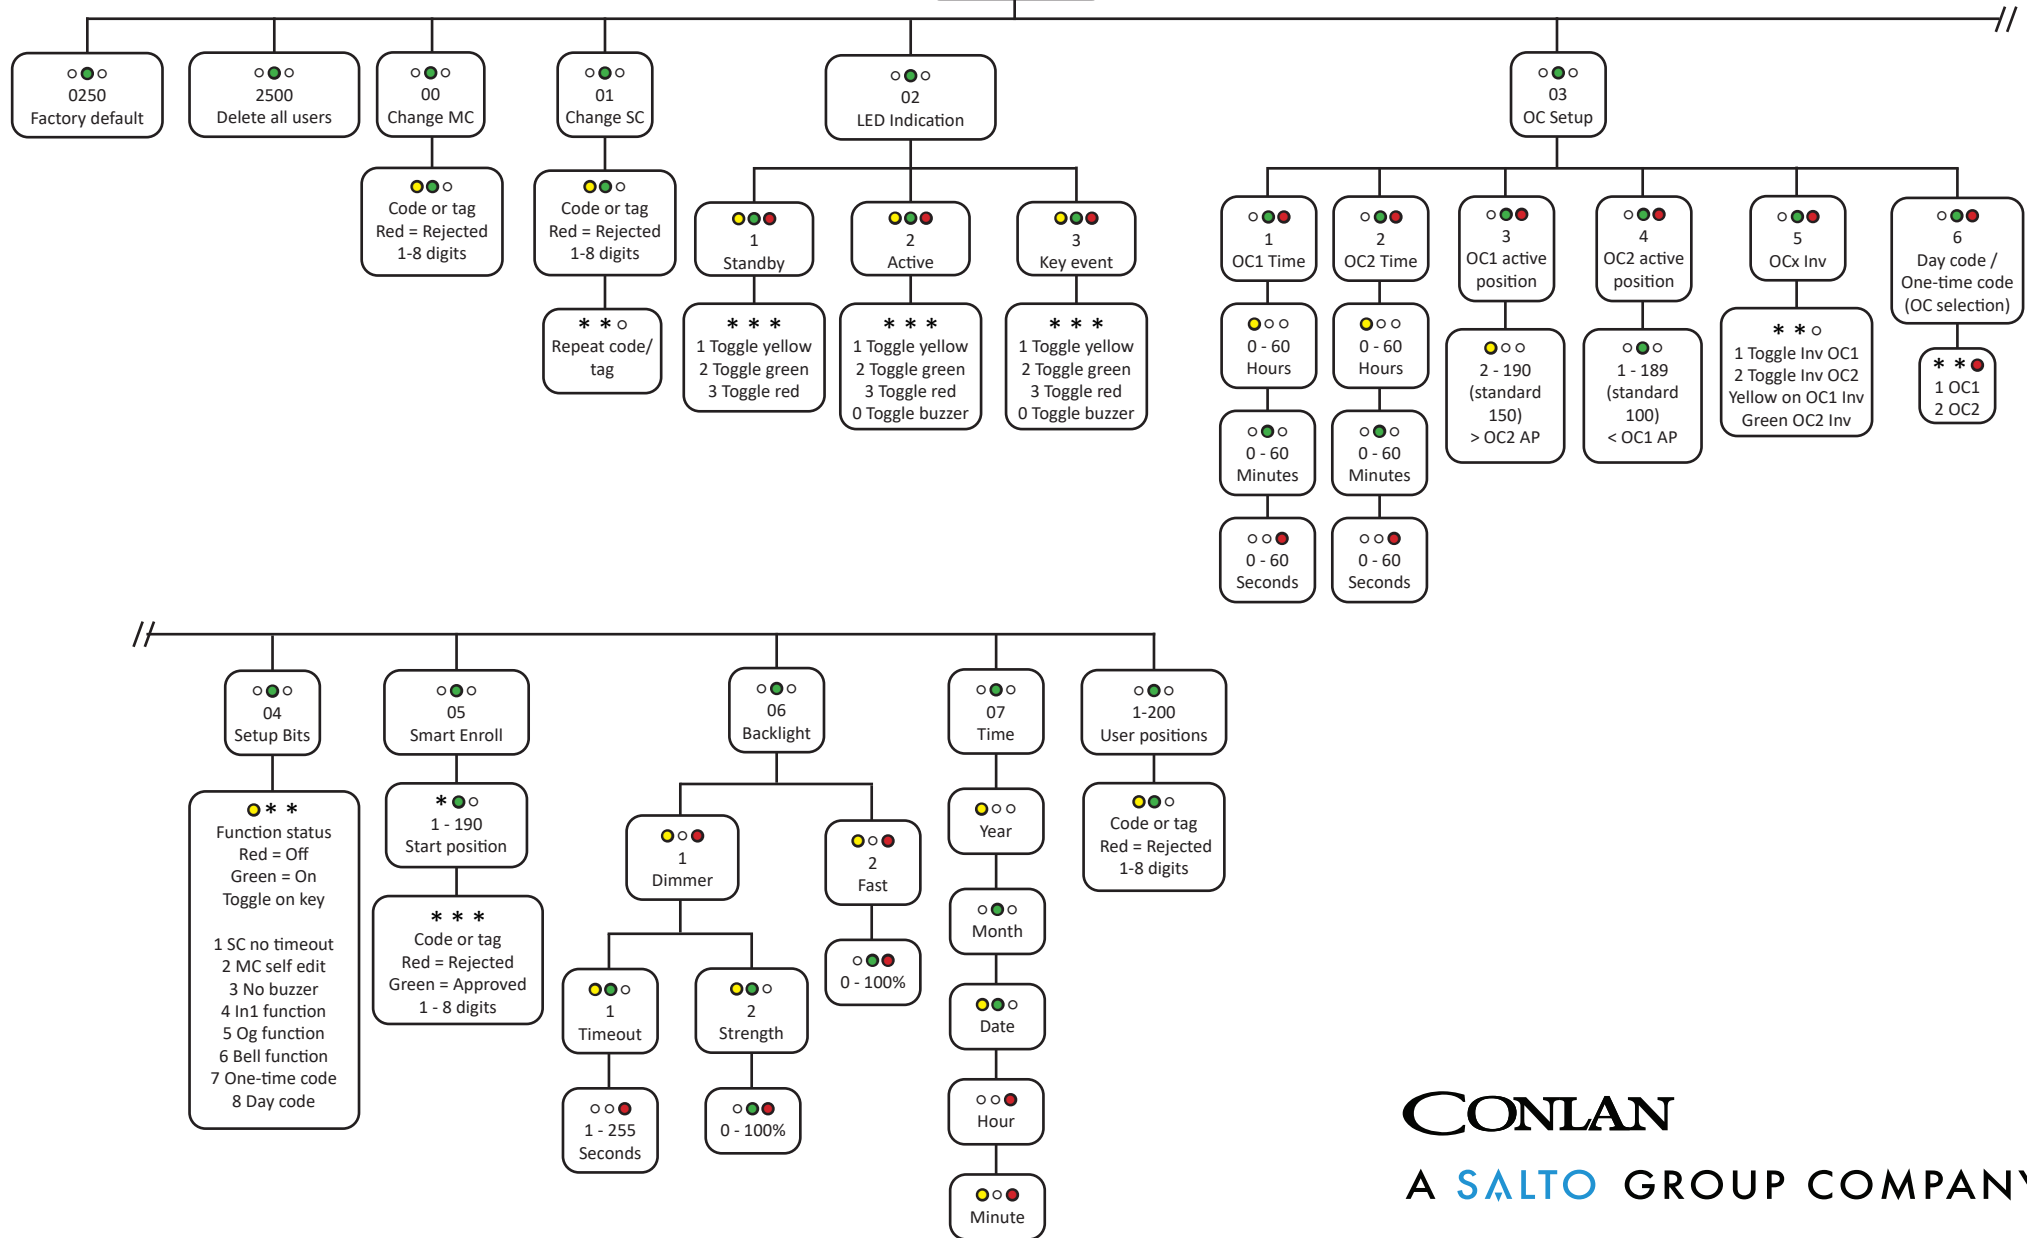 0250
Factory default
2500
Delete all users
00
Change MC
Code or tag
Red = Rejected
1-8 digits
01
Change SC
Code or tag
Red = Rejected
1-8 digits
* *
Repeat code/
tag
02
LED Indication
1
Standby
* * *
1 Toggle yellow
2 Toggle green
3 Toggle red
2
Active
* * *
1 Toggle yellow
2 Toggle green
3 Toggle red
0 Toggle buzzer
3
Key event
* * *
1 Toggle yellow
2 Toggle green
3 Toggle red
0 Toggle buzzer
03
OC Setup
1
OC1 Time
0 - 60
Hours
0 - 60
Minutes
0 - 60
Seconds
2
OC2 Time
0 - 60
Hours
0 - 60
Minutes
0 - 60
Seconds
3
OC1 active
position
2 - 190
(standard
150)
> OC2 AP
4
OC2 active
position
1 - 189
(standard
100)
< OC1 AP
5
OCx Inv
* *
1 Toggle Inv OC1
2 Toggle Inv OC2
Yellow on OC1 Inv
Green OC2 Inv
6
Day code /
One-time code
(OC selection)
* *
1 OC1
2 OC2
04
Setup Bits
* *
Function status
Red = Off
Green = On
Toggle on key
1 SC no timeout
2 MC self edit
3 No buzzer
4 In1 function
5 Og function
6 Bell function
7 One-time code
8 Day code
05
Smart Enroll
*
1 - 190
Start position
* * *
Code or tag
Red = Rejected
Green = Approved
1 - 8 digits
06
Backlight
1
Dimmer
1
Timeout
1 - 255
Seconds
2
Strength
0 - 100%
2
Fast
0 - 100%
07
Time
Year
Month
Date
Hour
Minute
1-200
User positions
Code or tag
Red = Rejected
1-8 digits
CONLAN
A SALTO GROUP COMPANY